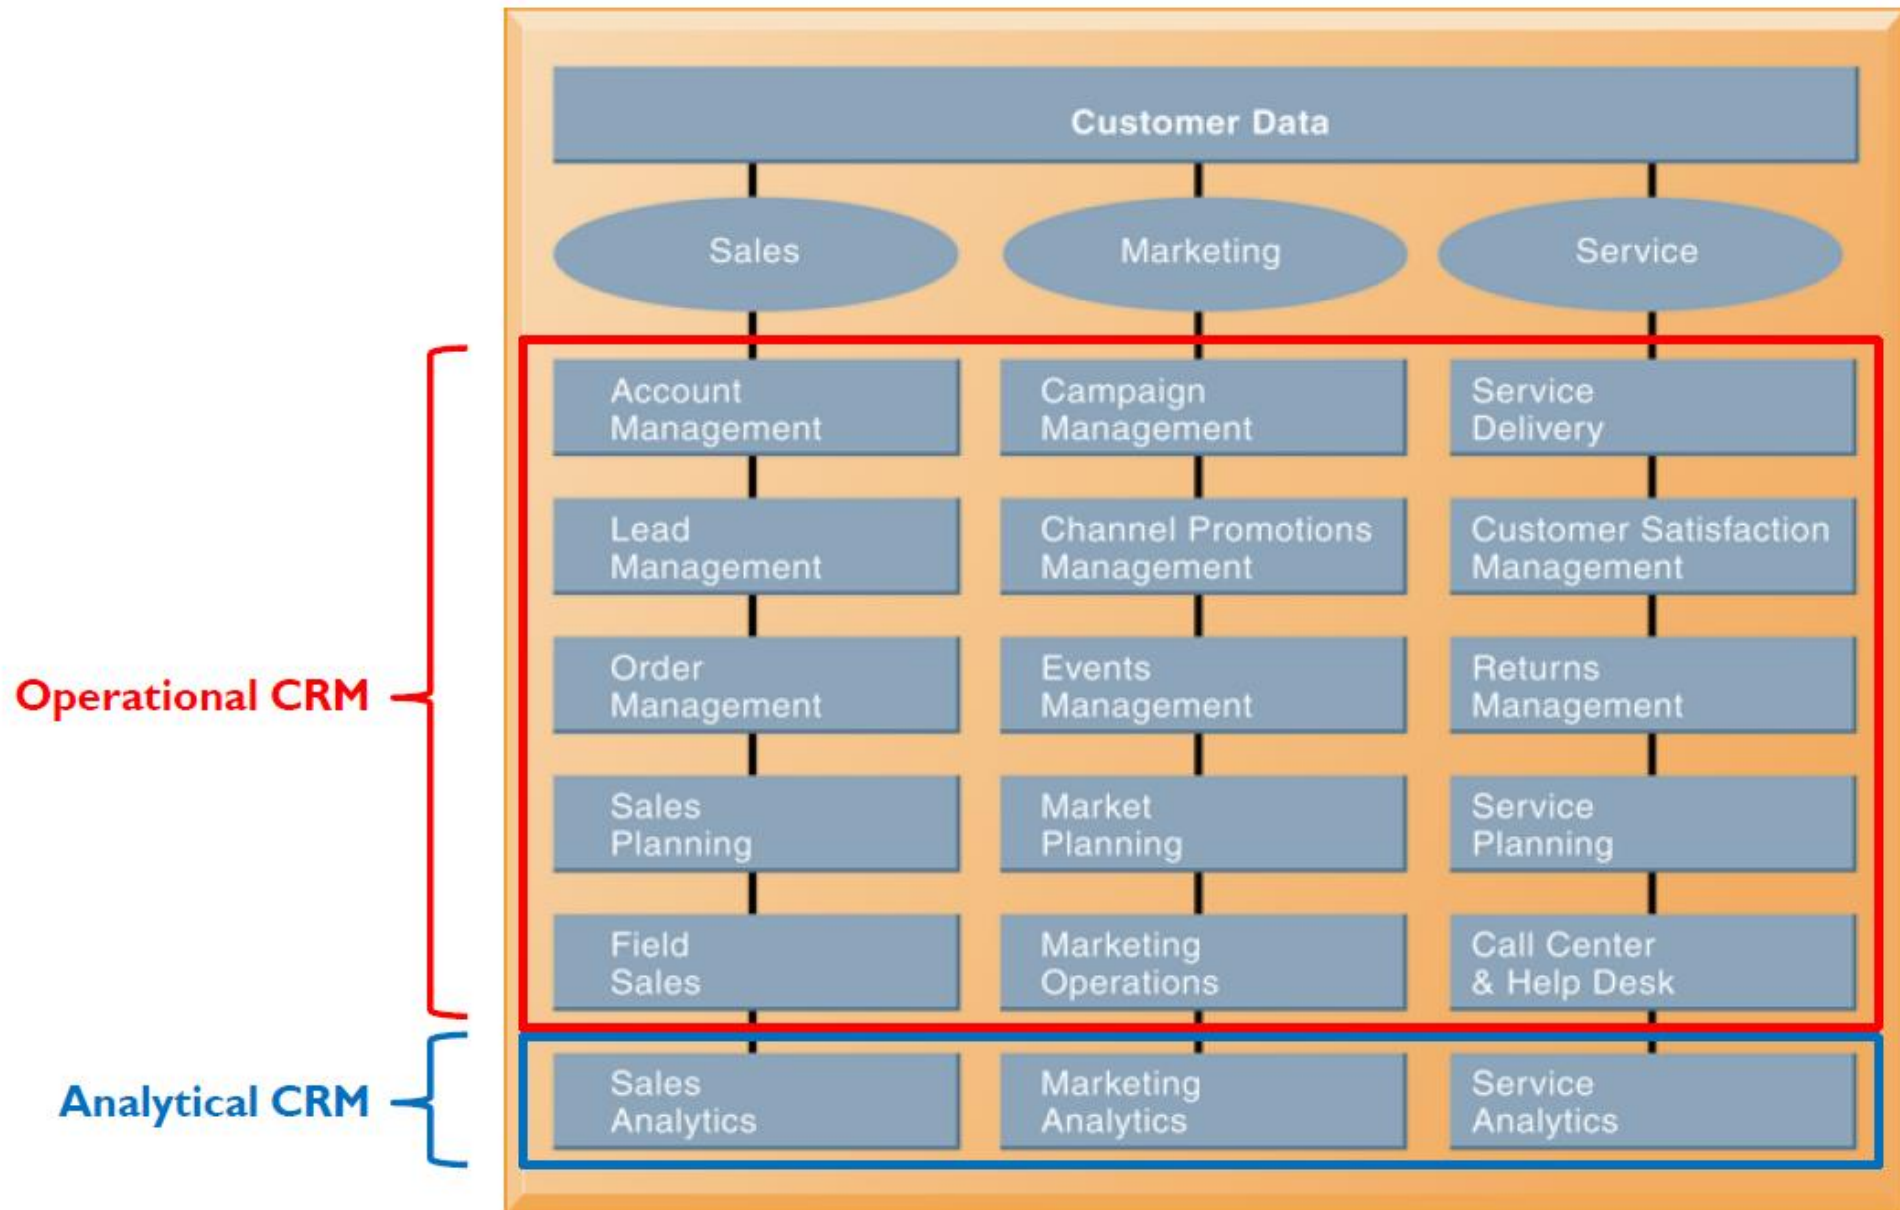 Customer Data
Sales
Marketing
Service
Operational CRM
Account
Management
Campaign
Management
Service
Delivery
Lead
Management
Channel Promotions
Management
Customer Satisfaction
Management
Order
Management
Events
Management
Returns
Management
Sales
Planning
Market
Planning
Service
Planning
Field
Sales
Marketing
Operations
Call Center
& Help Desk
Analytical CRM
Sales
Analytics
Marketing
Analytics
Service
Analytics